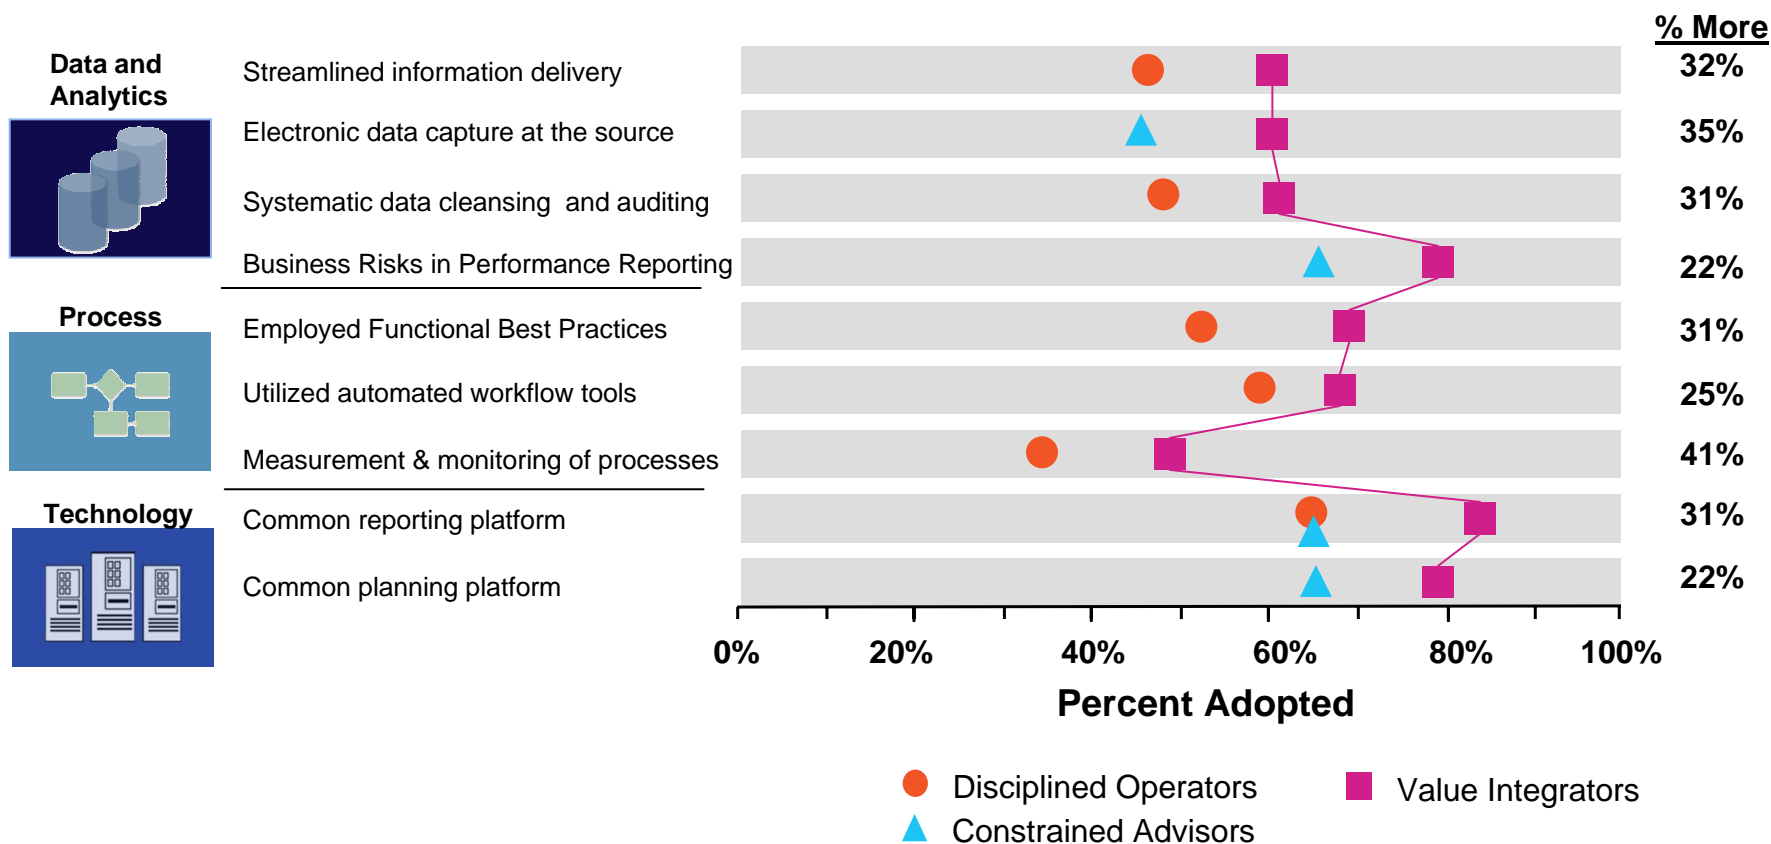 % More
Data and
Analytics
Streamlined information delivery
32%
Electronic data capture at the source
35%
Systematic data cleansing and auditing
31%
Business Risks in Performance Reporting
22%
Process
Employed Functional Best Practices
31%
Utilized automated workflow tools
25%
Measurement & monitoring of processes
41%
Technology
Common reporting platform
31%
Common planning platform
22%
0% 20% 40% 60% 80% 100%
Percent Adopted
Disciplined Operators
Value Integrators
Constrained Advisors